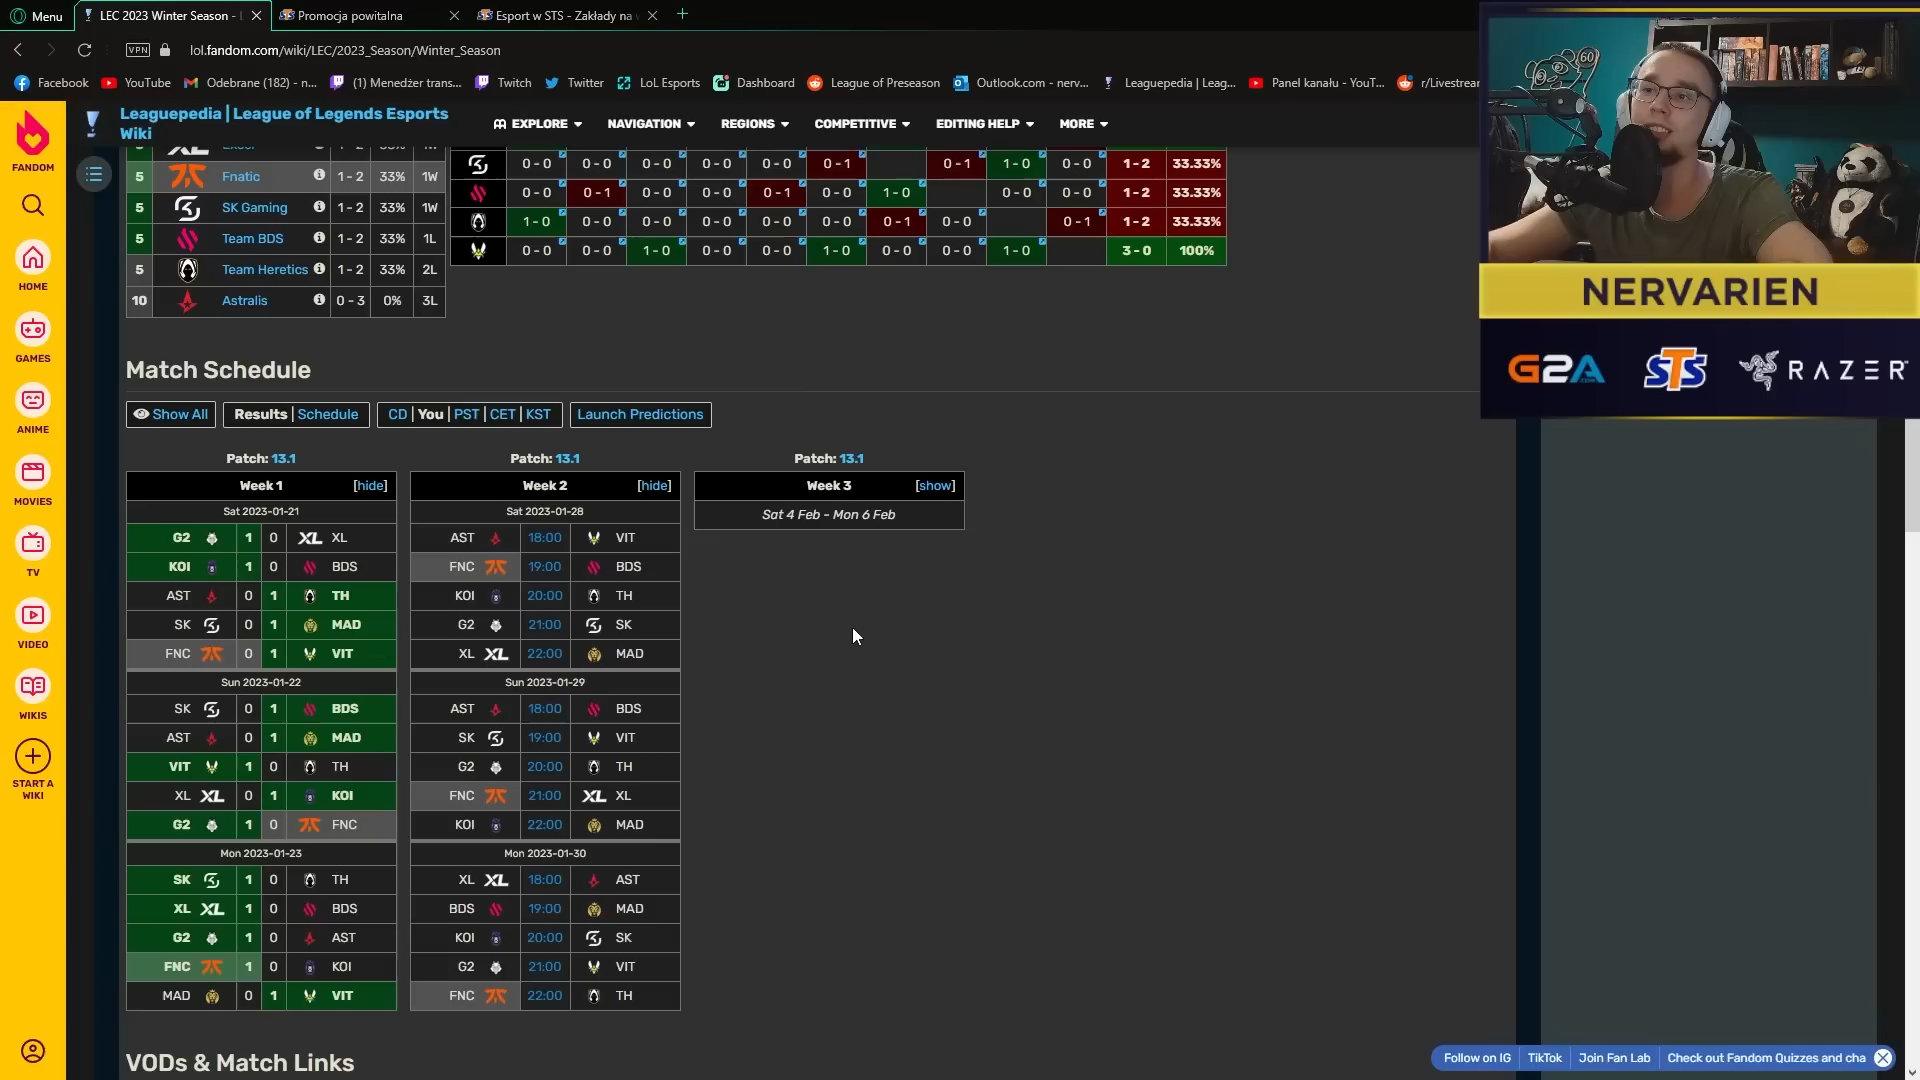 Menu
LEC 2023 Winter Season - L
Promocja powitalna
Esport w STS - Zakłady na
VPN
lol.fandom.com/wiki/LEC/2023_Season/Winter_Season
Facebook
YouTube
Odebrane (182) - n...
(1) Menedżer trans...
Twitch
Twitter
LoL Esports
Dashboard
League of Preseason
Outlook.com - nerv...
Leaguepedia | Leag...
Panel kanału - YouT...
r/Livestrea
FANDOM
HOME
GAMES
ANIME
MOVIES
TV
VIDEO
WIKIS
START A
WIKI
Leaguepedia | League of Legends Esports
Wiki
EXPLORE
NAVIGATION
REGIONS
COMPETITIVE
EDITING HELP
MORE
5 Fnatic 1 - 2 33% 1W
5 SK Gaming 1 - 2 33% 1W
5 Team BDS 1 - 2 33% 1L
5 Team Heretics 1 - 2 33% 2L
10 Astralis 0 - 3 0% 3L
0 - 0 0 - 0 0 - 0 0 - 0 0 - 0 0 - 1 0 - 1 1 - 0 0 - 0 1 - 2 33.33%
0 - 0 0 - 1 0 - 0 0 - 0 0 - 1 0 - 0 1 - 0 0 - 0 0 - 0 1 - 2 33.33%
1 - 0 0 - 0 0 - 0 0 - 0 0 - 0 0 - 0 0 - 1 0 - 0 0 - 1 1 - 2 33.33%
0 - 0 0 - 0 1 - 0 0 - 0 0 - 0 1 - 0 0 - 0 0 - 0 1 - 0 3 - 0 100%
Match Schedule
Show All
Results | Schedule
CD | You | PST | CET | KST
Launch Predictions
Patch: 13.1
Week 1 [hide]
Sat 2023-01-21
G2 1 0 XL XL
KOI 1 0 BDS
AST 0 1 TH
SK 0 1 MAD
FNC 0 1 VIT
Sun 2023-01-22
SK 0 1 BDS
AST 0 1 MAD
VIT 1 0 TH
XL XL 0 1 KOI
G2 1 0 FNC
Mon 2023-01-23
SK 1 0 TH
XL XL 1 0 BDS
G2 1 0 AST
FNC 1 0 KOI
MAD 0 1 VIT
Patch: 13.1
Week 2 [hide]
Sat 2023-01-28
AST 18:00 VIT
FNC 19:00 BDS
KOI 20:00 TH
G2 21:00 SK
XL XL 22:00 MAD
Sun 2023-01-29
AST 18:00 BDS
SK 19:00 VIT
G2 20:00 TH
FNC 21:00 XL XL
KOI 22:00 MAD
Mon 2023-01-30
XL XL 18:00 AST
BDS 19:00 MAD
KOI 20:00 SK
G2 21:00 VIT
FNC 22:00 TH
Patch: 13.1
Week 3 [show]
Sat 4 Feb - Mon 6 Feb
VODs & Match Links
NERVARIEN
G2A STS RAZER
60
Follow on IG
TikTok
Join Fan Lab
Check out Fandom Quizzes and cha